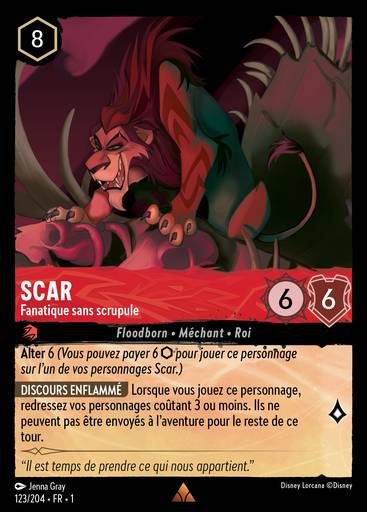 8
SCAR
Fanatique sans scrupule
6
6
Floodborn • Méchant • Roi
Alter 6 (Vous pouvez payer 6 pour jouer ce personnage
sur l'un de vos personnages Scar.)
DISCOURS ENFLAMMÉ Lorsque vous jouez ce personnage,
redressez vos personnages coûtant 3 ou moins. Ils ne
peuvent pas être envoyés à l'aventure pour le reste de ce
tour.
"Il est temps de prendre ce qui nous appartient."
Jenna Gray
Disney Lorcana ©Disney
123/204 • FR • 1